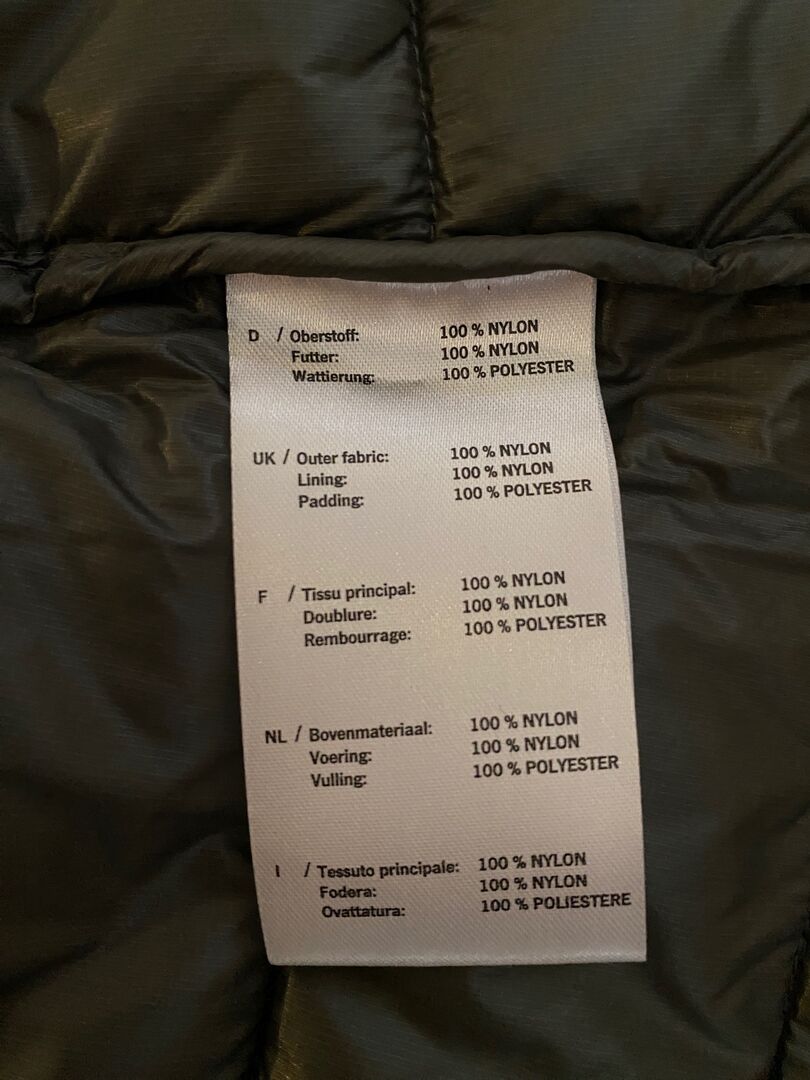 D / Oberstoff: 100 % NYLON
Futter: 100 % NYLON
Wattierung: 100 % POLYESTER
UK / Outer fabric: 100 % NYLON
Lining: 100 % NYLON
Padding: 100 % POLYESTER
F / Tissu principal: 100 % NYLON
Doublure: 100 % NYLON
Rembourrage: 100 % POLYESTER
NL / Bovenmateriaal: 100 % NYLON
Voering: 100 % NYLON
Vulling: 100 % POLYESTER
I / Tessuto principale: 100 % NYLON
Fodera: 100 % NYLON
Ovattatura: 100 % POLIESTERE